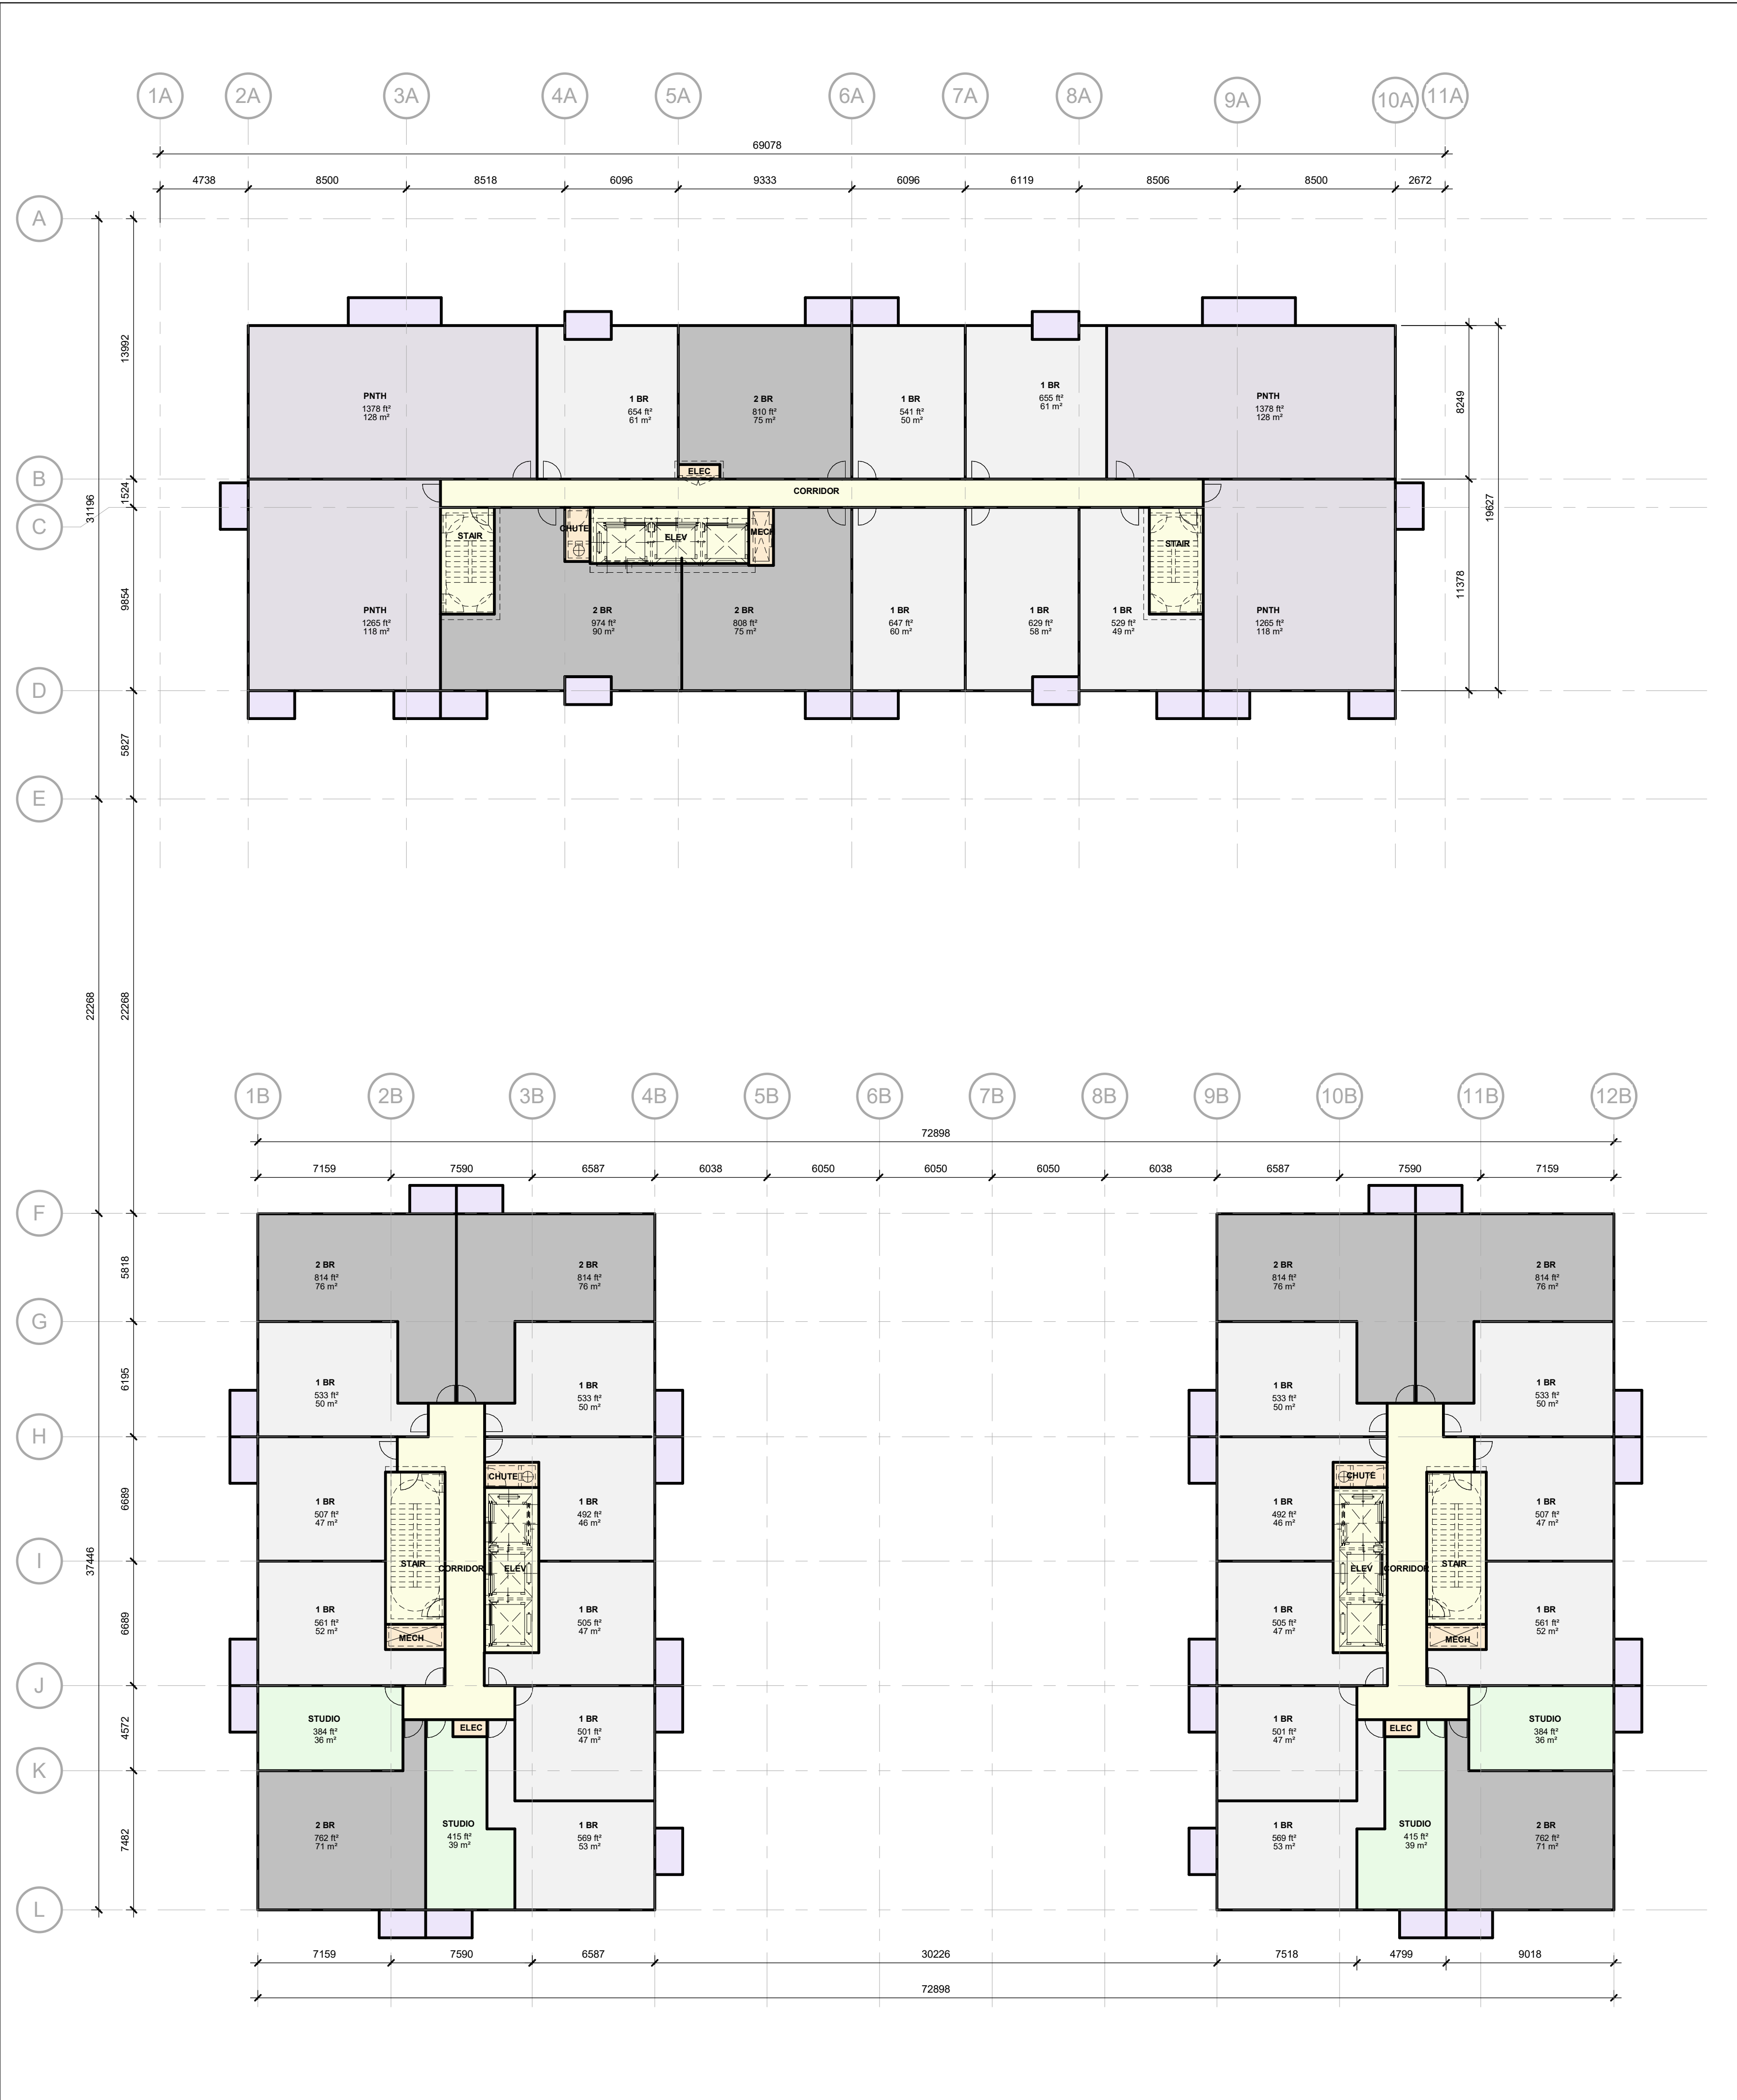 1A 2A 3A 4A 5A 6A 7A 8A 9A 10A 11A
69078
4738 8500 8518 6096 9333 6096 6119 8506 8500 2672
A
B
C
D
E
31196
13992
1524
9854
5827
22268
22268
8249
11378
19627
PNTH
1378 ft²
128 m²
1 BR
654 ft²
61 m²
2 BR
810 ft²
75 m²
1 BR
541 ft²
50 m²
1 BR
655 ft²
61 m²
PNTH
1378 ft²
128 m²
ELEC
CORRIDOR
STAIR
CHUTE
ELEV
MECH
STAIR
PNTH
1265 ft²
118 m²
2 BR
974 ft²
90 m²
2 BR
808 ft²
75 m²
1 BR
647 ft²
60 m²
1 BR
629 ft²
58 m²
1 BR
529 ft²
49 m²
PNTH
1265 ft²
118 m²
1B 2B 3B 4B 5B 6B 7B 8B 9B 10B 11B 12B
72898
7159 7590 6587 6038 6050 6050 6050 6038 6587 7590 7159
F
G
H
I
J
K
L
37446
5818
6195
6689
6689
4572
7482
2 BR
814 ft²
76 m²
2 BR
814 ft²
76 m²
1 BR
533 ft²
50 m²
1 BR
533 ft²
50 m²
1 BR
507 ft²
47 m²
CHUTE
1 BR
492 ft²
46 m²
STAIR
CORRIDOR
ELEV
1 BR
561 ft²
52 m²
MECH
1 BR
505 ft²
47 m²
STUDIO
384 ft²
36 m²
ELEC
1 BR
501 ft²
47 m²
2 BR
762 ft²
71 m²
STUDIO
415 ft²
39 m²
1 BR
569 ft²
53 m²
2 BR
814 ft²
76 m²
2 BR
814 ft²
76 m²
1 BR
533 ft²
50 m²
1 BR
533 ft²
50 m²
CHUTE
1 BR
492 ft²
46 m²
1 BR
507 ft²
47 m²
ELEV
CORRIDOR
STAIR
1 BR
505 ft²
47 m²
MECH
1 BR
561 ft²
52 m²
1 BR
501 ft²
47 m²
ELEC
STUDIO
384 ft²
36 m²
1 BR
569 ft²
53 m²
STUDIO
415 ft²
39 m²
2 BR
762 ft²
71 m²
7159 7590 6587 30226 7518 4799 9018
72898